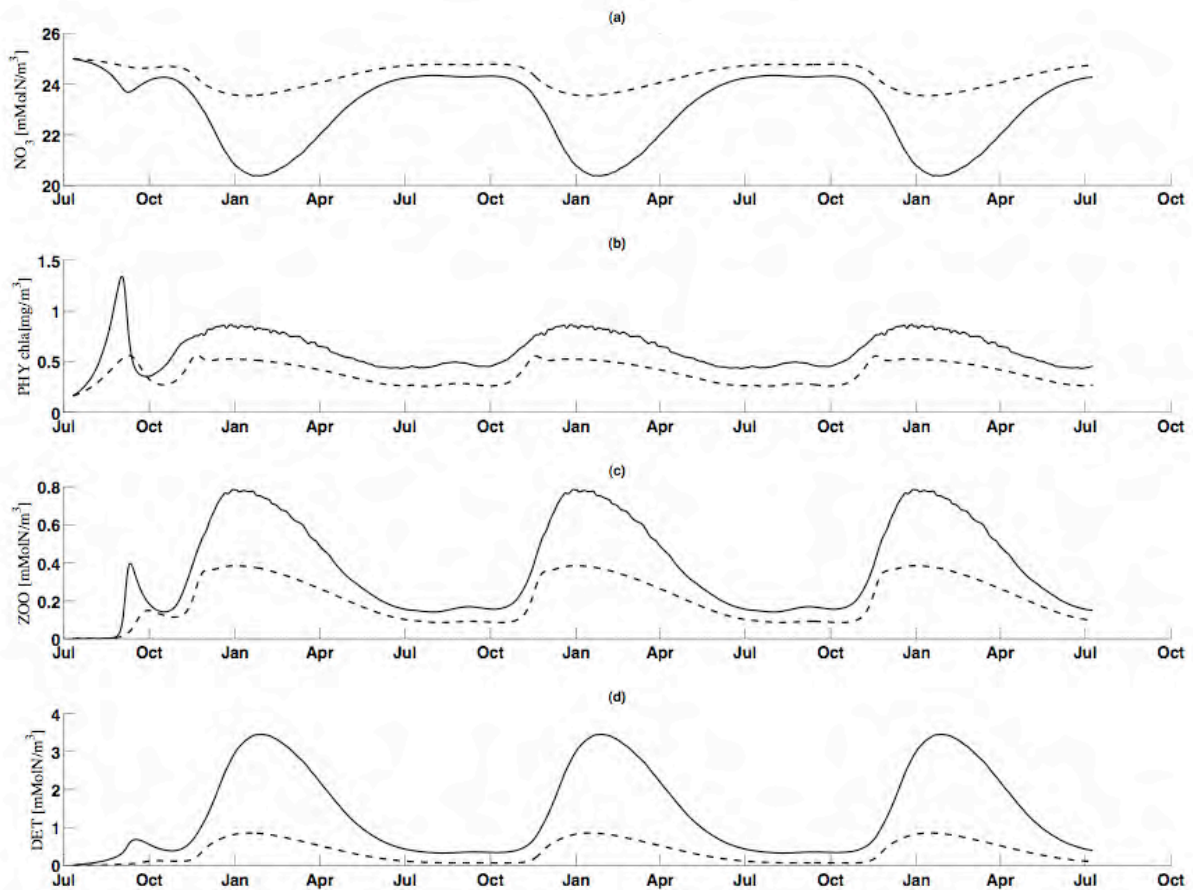 (a)
26
24
22
20
NO3 [mMolN/m3]
Jul Oct Jan Apr Jul Oct Jan Apr Jul Oct Jan Apr Jul Oct
(b)
1.5
1
0.5
0
PHY chla[mg/m3]
Jul Oct Jan Apr Jul Oct Jan Apr Jul Oct Jan Apr Jul Oct
(c)
0.8
0.6
0.4
0.2
0
ZOO [mMolN/m3]
Jul Oct Jan Apr Jul Oct Jan Apr Jul Oct Jan Apr Jul Oct
(d)
4
3
2
1
0
DET [mMolN/m3]
Jul Oct Jan Apr Jul Oct Jan Apr Jul Oct Jan Apr Jul Oct